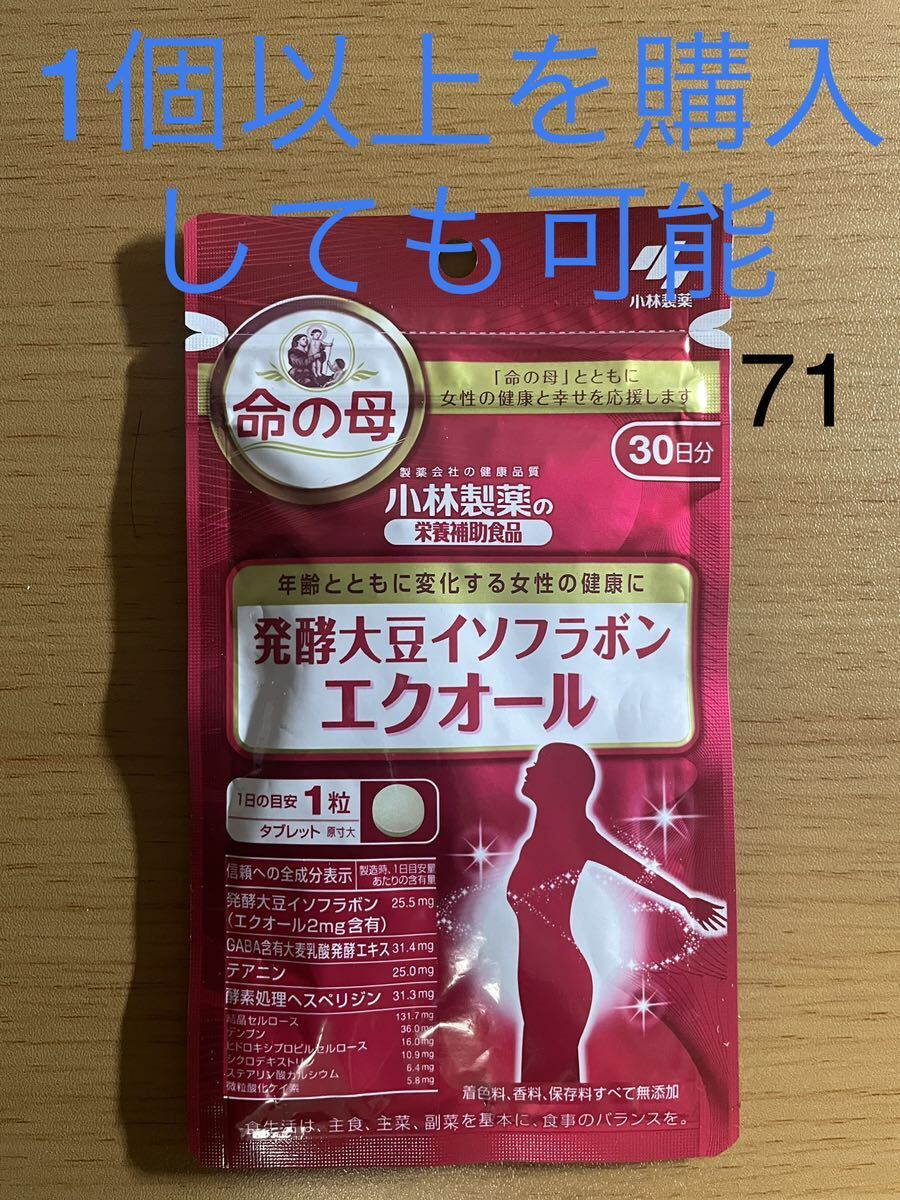 1個以上を購入
しても可能
小林製薬
71
命の母
「命の母」とともに
女性の健康と幸せを応援します
30日分
製薬会社の健康品質
小林製薬の
栄養補助食品
年齢とともに変化する女性の健康に
発酵大豆イソフラボン
エクオール
1日の目安 1粒
タブレット 原寸大
信頼への全成分表示 製造時、1日目安量
あたりの含有量
発酵大豆イソフラボン 25.5mg
(エクオール2mg含有)
GABA含有大麦乳酸発酵エキス 31.4mg
テアニン 25.0mg
酵素処理ヘスペリジン 31.3mg
結晶セルロース 131.7mg
デンプン 36.0mg
ヒドロキシプロピルセルロース 16.0mg
シクロデキストリン 10.9mg
ステアリン酸カルシウム 6.4mg
微粒酸化ケイ素 5.8mg
着色料、香料、保存料すべて無添加
食生活は、主食、主菜、副菜を基本に、食事のバランスを。